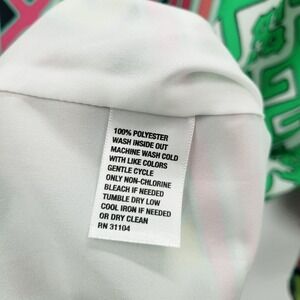 100% POLYESTER
WASH INSIDE OUT
MACHINE WASH COLD
WITH LIKE COLORS
GENTLE CYCLE
ONLY NON-CHLORINE
BLEACH IF NEEDED
TUMBLE DRY LOW
COOL IRON IF NEEDED
OR DRY CLEAN
RN 31104